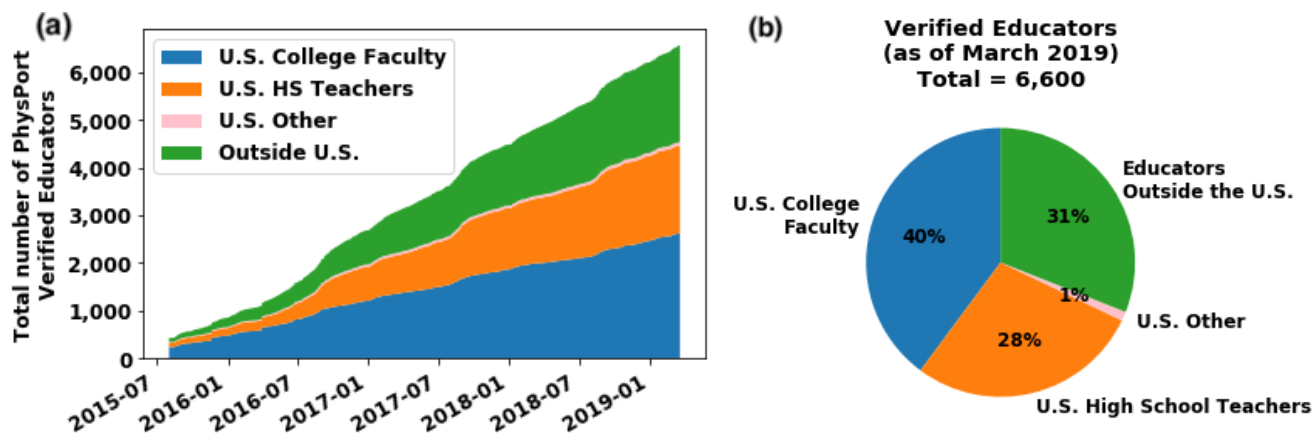 (a)
Total number of PhysPort
Verified Educators
6,000
5,000
4,000
3,000
2,000
1,000
0
U.S. College Faculty
U.S. HS Teachers
U.S. Other
Outside U.S.
2015-07
2016-01
2016-07
2017-01
2017-07
2018-01
2018-07
2019-01
(b)
Verified Educators
(as of March 2019)
Total = 6,600
Educators
Outside the U.S.
31%
U.S. College
Faculty
40%
1%
U.S. Other
28%
U.S. High School Teachers